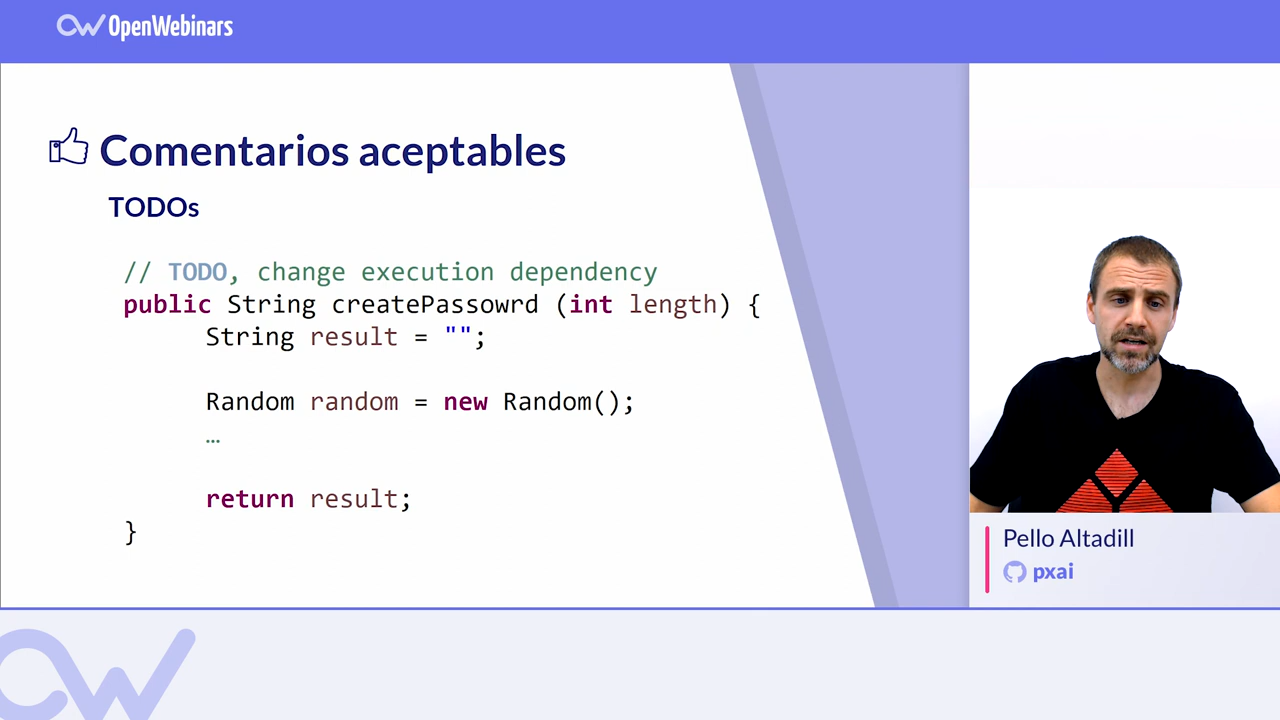 OpenWebinars
Comentarios aceptables
TODOs
// TODO, change execution dependency
public String createPassowrd (int length) {
String result = "";
Random random = new Random();
…
return result;
}
Pello Altadill
pxai